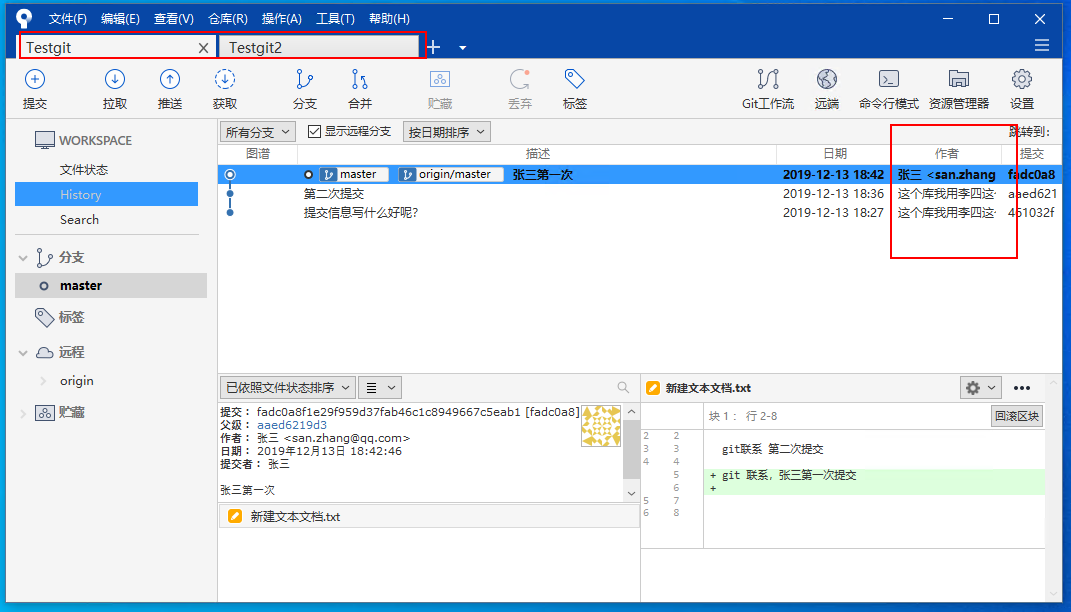 文件(F) 编辑(E) 查看(V) 仓库(R) 操作(A) 工具(T) 帮助(H)
Testgit Testgit2
提交 拉取 推送 获取 分支 合并 贮藏 丢弃 标签 Git工作流 远端 命令行模式 资源管理器 设置
WORKSPACE
文件状态
History
Search
分支
master
标签
远程
origin
贮藏
所有分支 显示远程分支 按日期排序 跳转到:
图谱 描述 日期 作者 提交
master origin/master 张三第一次 2019-12-13 18:42 张三 <san.zhang fadc0a8
第二次提交 2019-12-13 18:36 这个库我用李四这 aaed621
提交信息写什么好呢? 2019-12-13 18:27 这个库我用李四这 461032f
已依照文件状态排序
提交： fadc0a8f1e29f959d37fab46c1c8949667c5eab1 [fadc0a8]
父级： aaed6219d3
作者： 张三 <san.zhang@qq.com>
日期： 2019年12月13日 18:42:46
提交者： 张三
张三第一次
新建文本文档.txt
新建文本文档.txt
块 1： 行 2-8 回滚区块
2 2 git联系 第二次提交
3 3
4 4
5 + git 联系，张三第一次提交
6 +
5 7
6 8